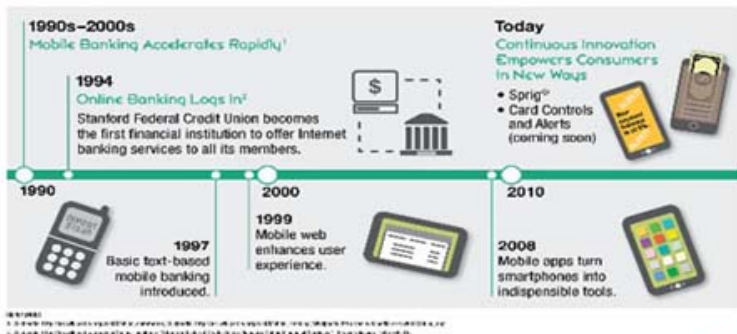 1990s–2000s
Mobile Banking Accelerates Rapidly¹
1994
Online Banking Logs In²
Stanford Federal Credit Union becomes
the first financial institution to offer Internet
banking services to all its members.
$
Today
Continuous Innovation
Empowers Consumers
In New Ways
• Sprig®
• Card Controls
and Alerts
(coming soon)
1990
2000
2010
1997
Basic text-based
mobile banking
introduced.
1999
Mobile web
enhances user
experience.
2008
Mobile apps turn
smartphones into
indispensible tools.